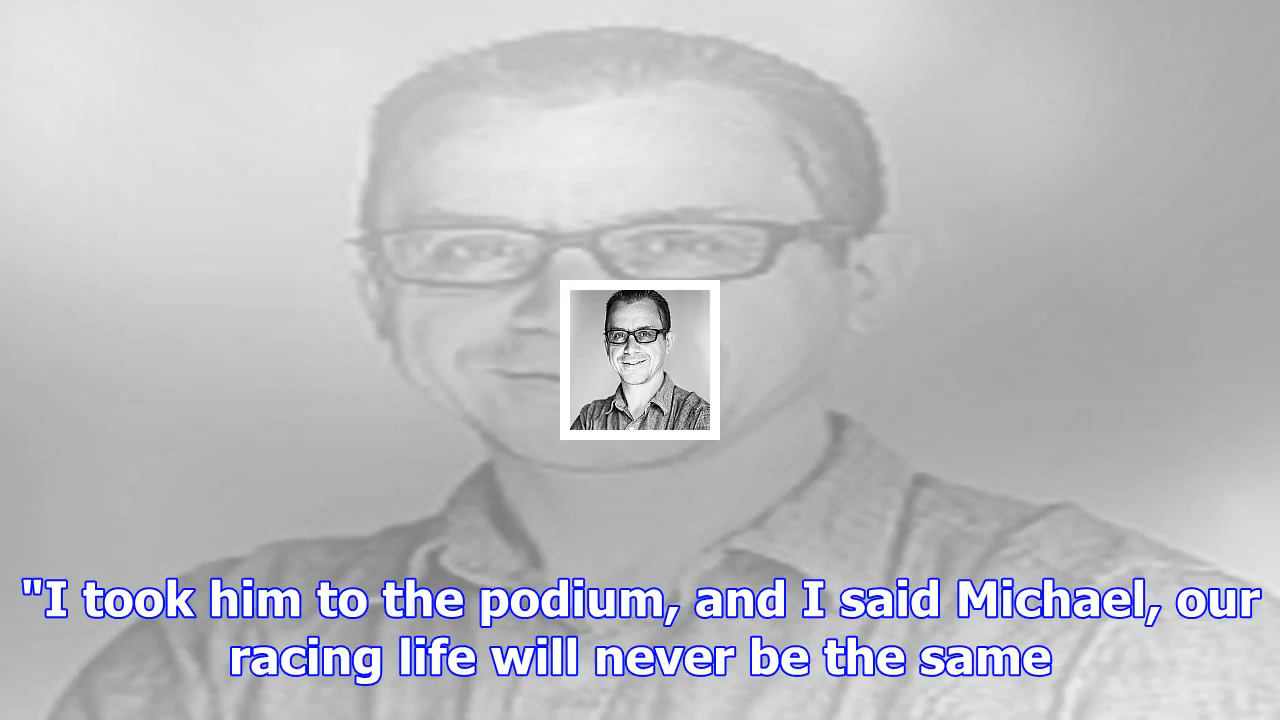 "I took him to the podium, and I said Michael, our
racing life will never be the same